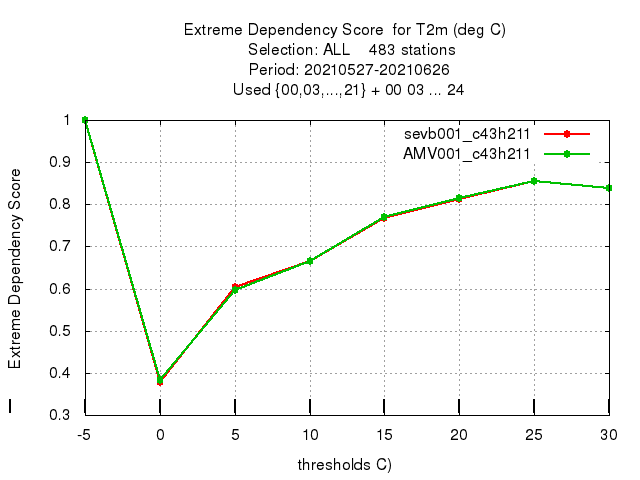 Extreme Dependency Score  for T2m (deg C)
Selection: ALL    483 stations
Period: 20210527-20210626
Used {00,03,...,21} + 00 03 ... 24
sevb001_c43h211
AMV001_c43h211
1
0.9
0.8
0.7
0.6
0.5
0.4
0.3
Extreme Dependency Score
-5 0 5 10 15 20 25 30
thresholds C)